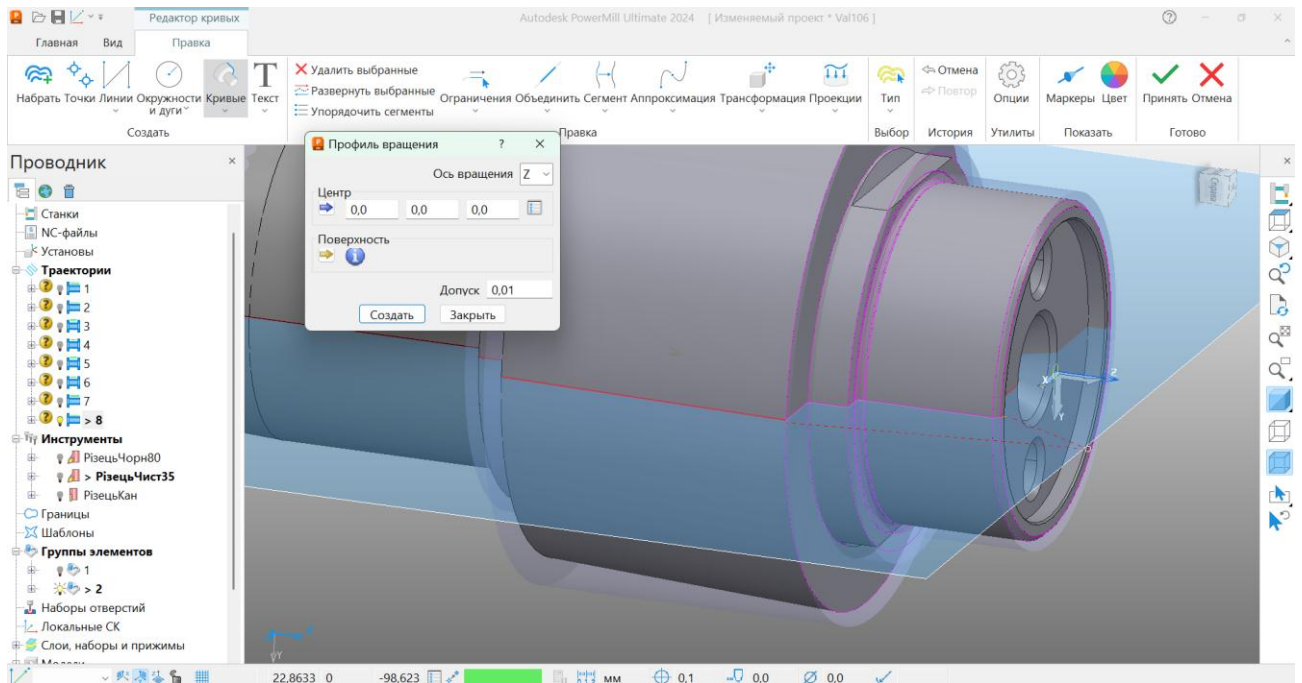 Редактор кривых
Autodesk PowerMill Ultimate 2024 [ Изменяемый проект * Val106 ]
Главная Вид Правка
Набрать Точки Линии Окружности и дуги Кривые Текст
Создать
Удалить выбранные
Развернуть выбранные
Упорядочить сегменты
Ограничения Объединить Сегмент Аппроксимация Трансформация Проекции
Правка
Тип
Выбор
Отмена
Повтор
История
Опции
Утилиты
Маркеры Цвет
Показать
Принять Отмена
Готово
Проводник
Станки
NC-файлы
Установы
Траектории
1
2
3
4
5
6
7
> 8
Инструменты
РізецьЧорн80
> РізецьЧист35
РізецьКан
Границы
Шаблоны
Группы элементов
1
> 2
Наборы отверстий
Локальные СК
Слои, наборы и прижимы
Модели
Профиль вращения ? ×
Ось вращения Z
Центр
0,0 0,0 0,0
Поверхность
Допуск 0,01
Создать Закрыть
Справа
X
Z
Y
Y
22,8633 0 -98,623 мм 0,1 0,0 0,0